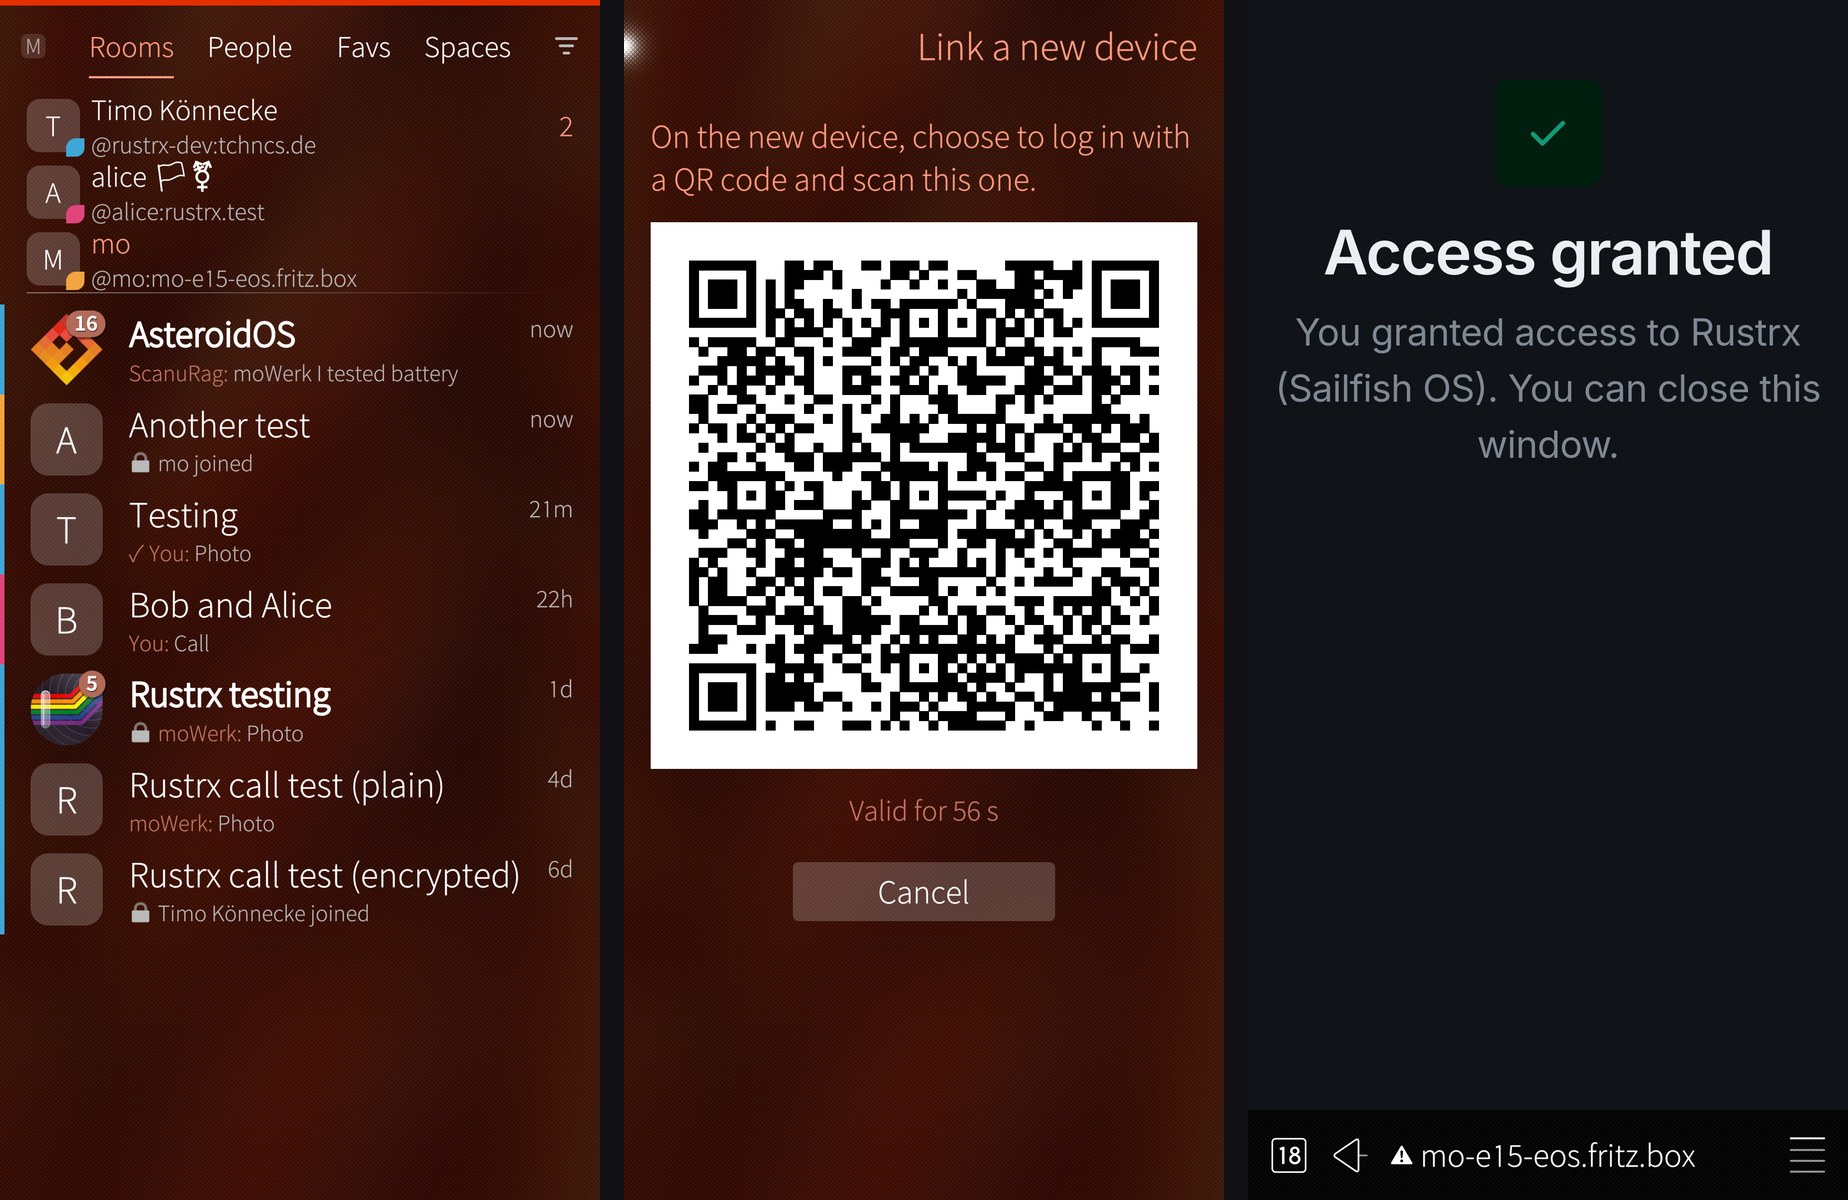 M
Rooms People Favs Spaces
T
Timo Könnecke
2
@rustrx-dev:tchncs.de
A
alice 🏳⚧
@alice:rustrx.test
M
mo
@mo:mo-e15-eos.fritz.box
16
AsteroidOS
now
ScanuRag: moWerk I tested battery
A
Another test
now
mo joined
T
Testing
21m
✓ You: Photo
B
Bob and Alice
22h
You: Call
5
Rustrx testing
1d
moWerk: Photo
R
Rustrx call test (plain)
4d
moWerk: Photo
R
Rustrx call test (encrypted)
6d
Timo Könnecke joined
Link a new device
On the new device, choose to log in with
a QR code and scan this one.
Valid for 56 s
Cancel
Access granted
You granted access to Rustrx
(Sailfish OS). You can close this
window.
18
mo-e15-eos.fritz.box